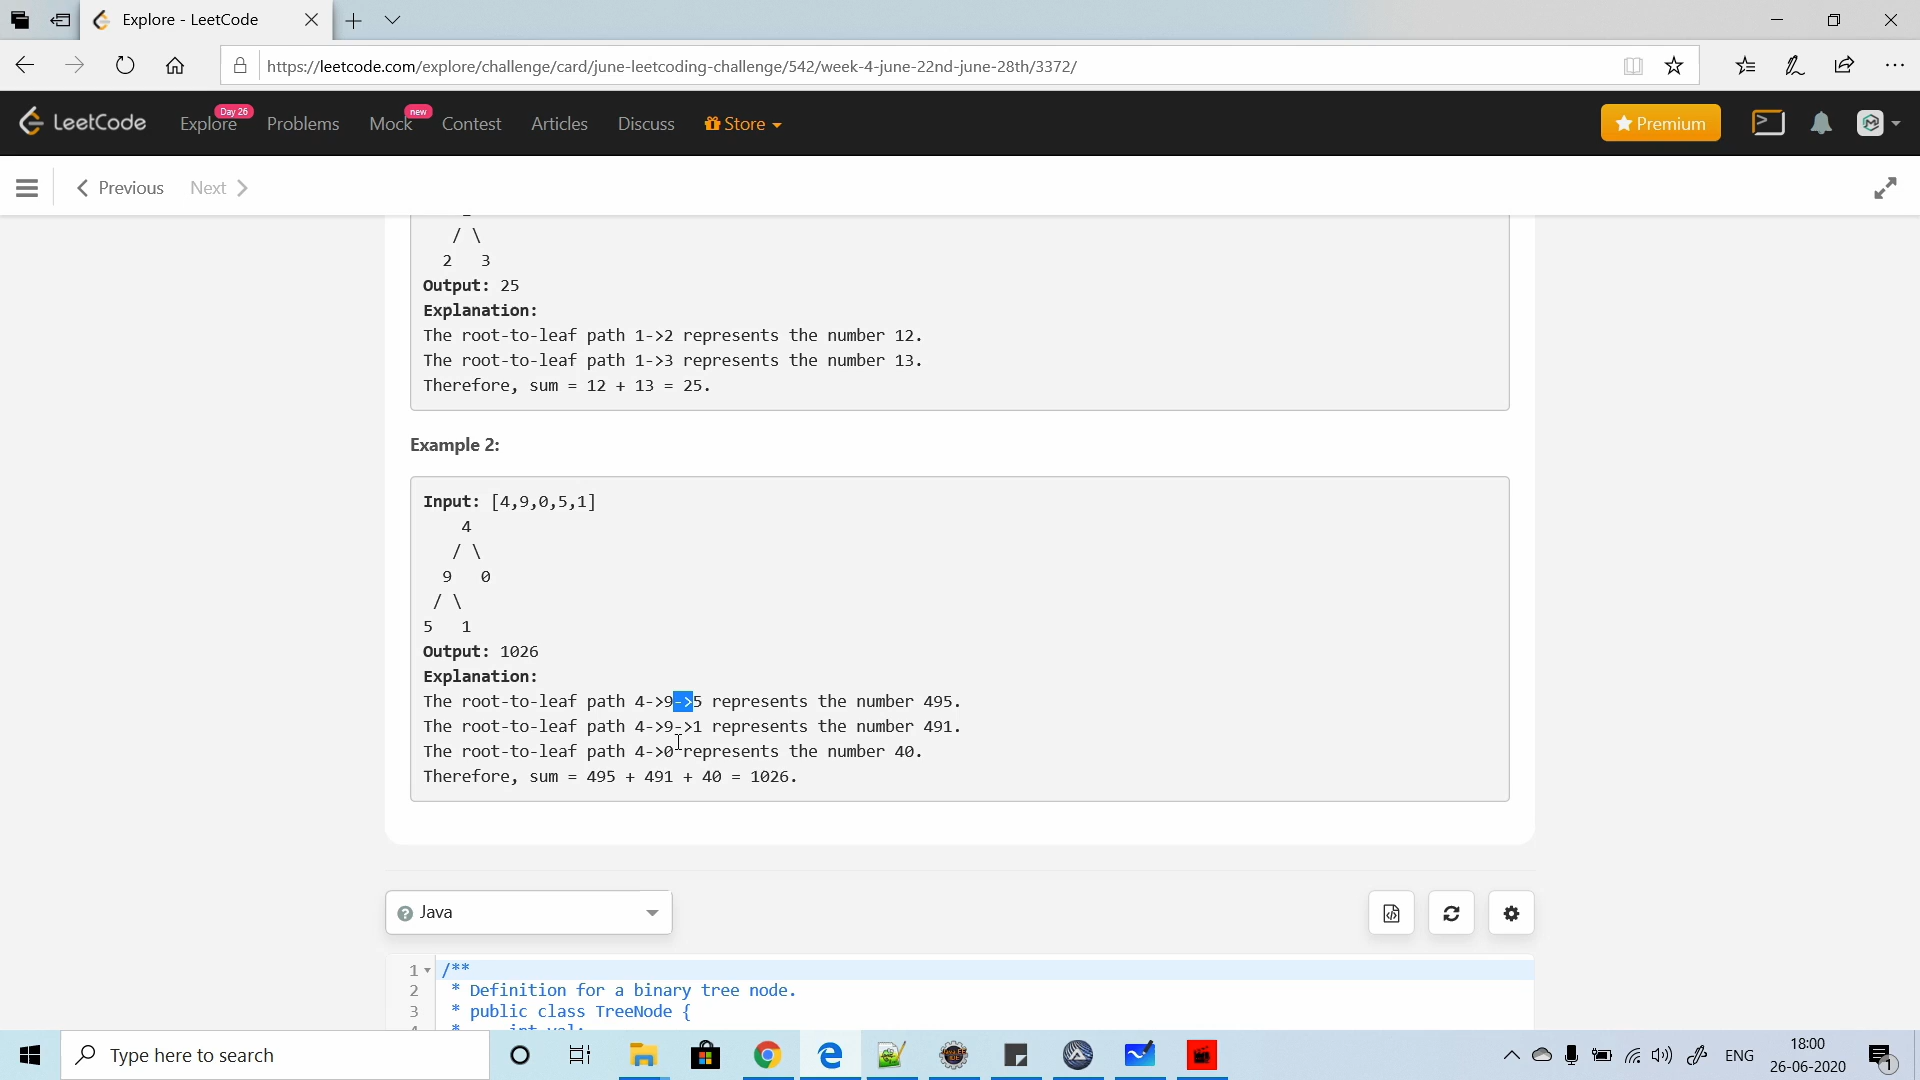 Explore - LeetCode
https://leetcode.com/explore/challenge/card/june-leetcoding-challenge/542/week-4-june-22nd-june-28th/3372/
LeetCode
Explore
Day 26
Problems
Mock
new
Contest
Articles
Discuss
Store
Premium
Previous
Next
/ \
2   3
Output: 25
Explanation:
The root-to-leaf path 1->2 represents the number 12.
The root-to-leaf path 1->3 represents the number 13.
Therefore, sum = 12 + 13 = 25.
Example 2:
Input: [4,9,0,5,1]
4
/ \
9   0
/ \
5   1
Output: 1026
Explanation:
The root-to-leaf path 4->9->5 represents the number 495.
The root-to-leaf path 4->9->1 represents the number 491.
The root-to-leaf path 4->0 represents the number 40.
Therefore, sum = 495 + 491 + 40 = 1026.
Java
1 /**
2 * Definition for a binary tree node.
3 * public class TreeNode {
Type here to search
ENG
18:00
26-06-2020
1